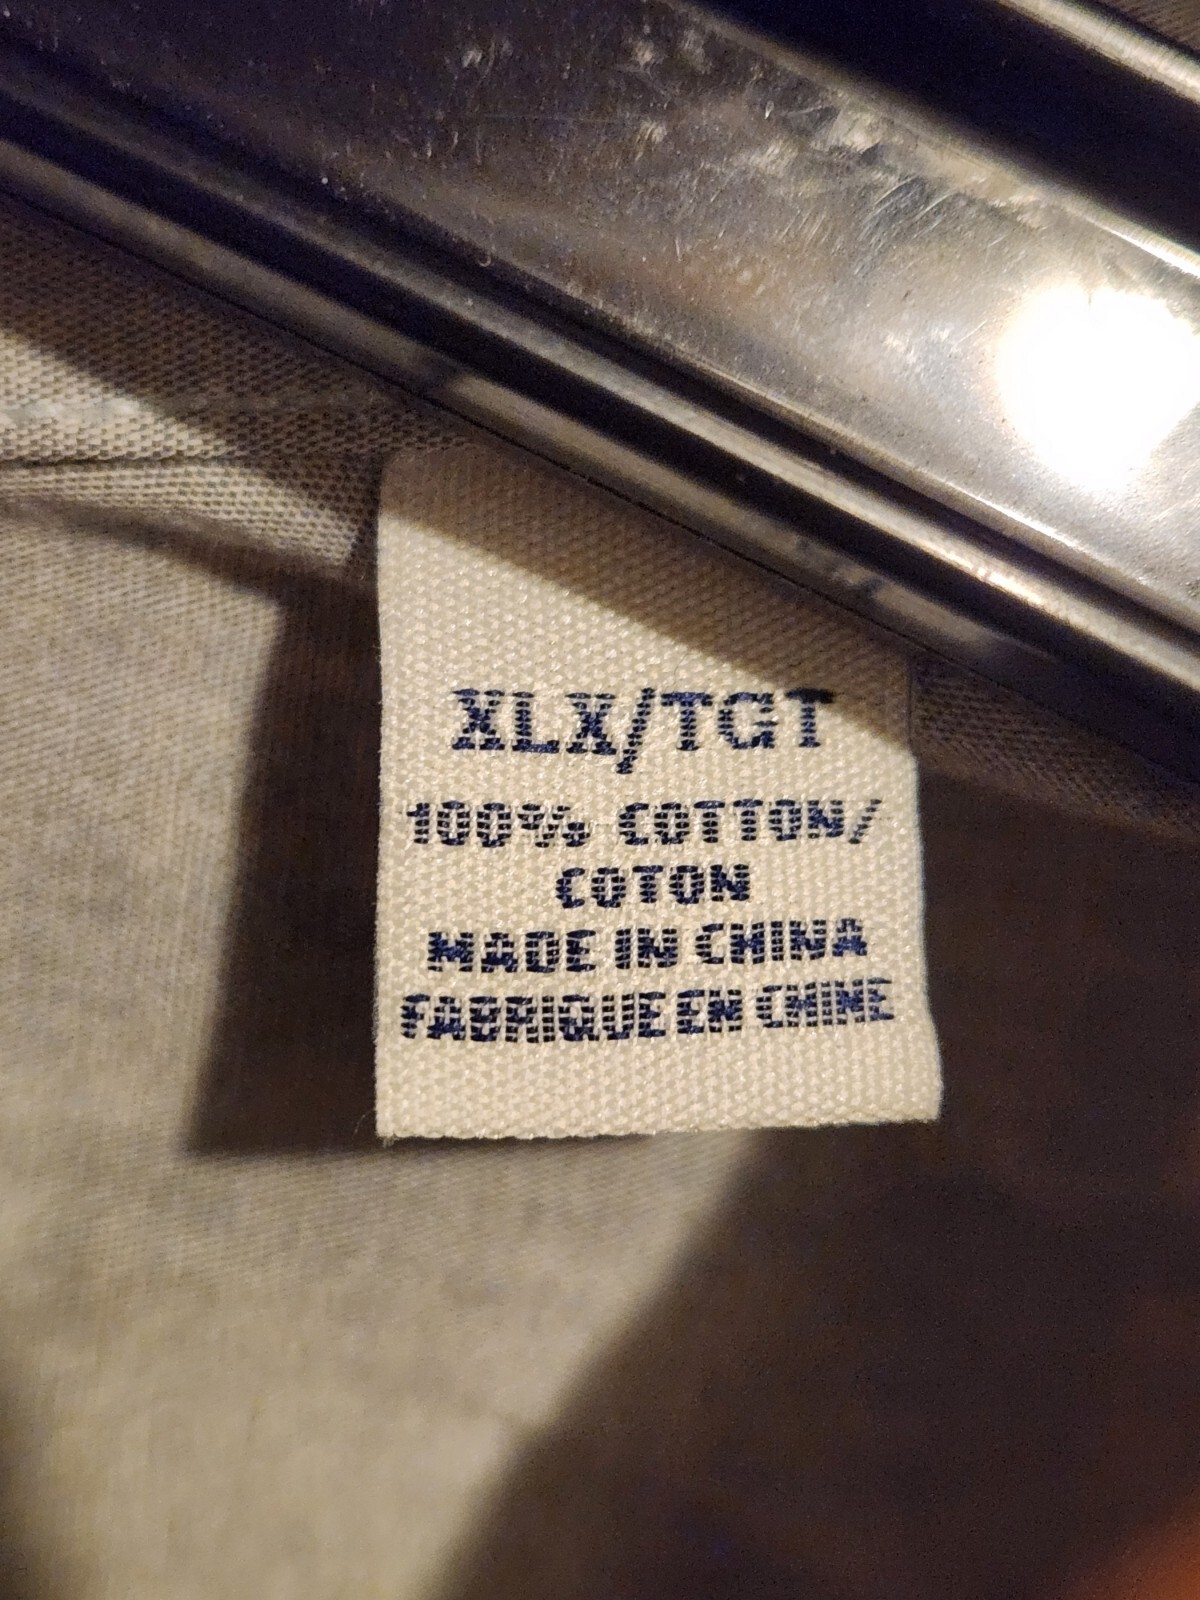 XLX/TGT
100% COTTON/
COTON
MADE IN CHINA
FABRIQUE EN CHINE